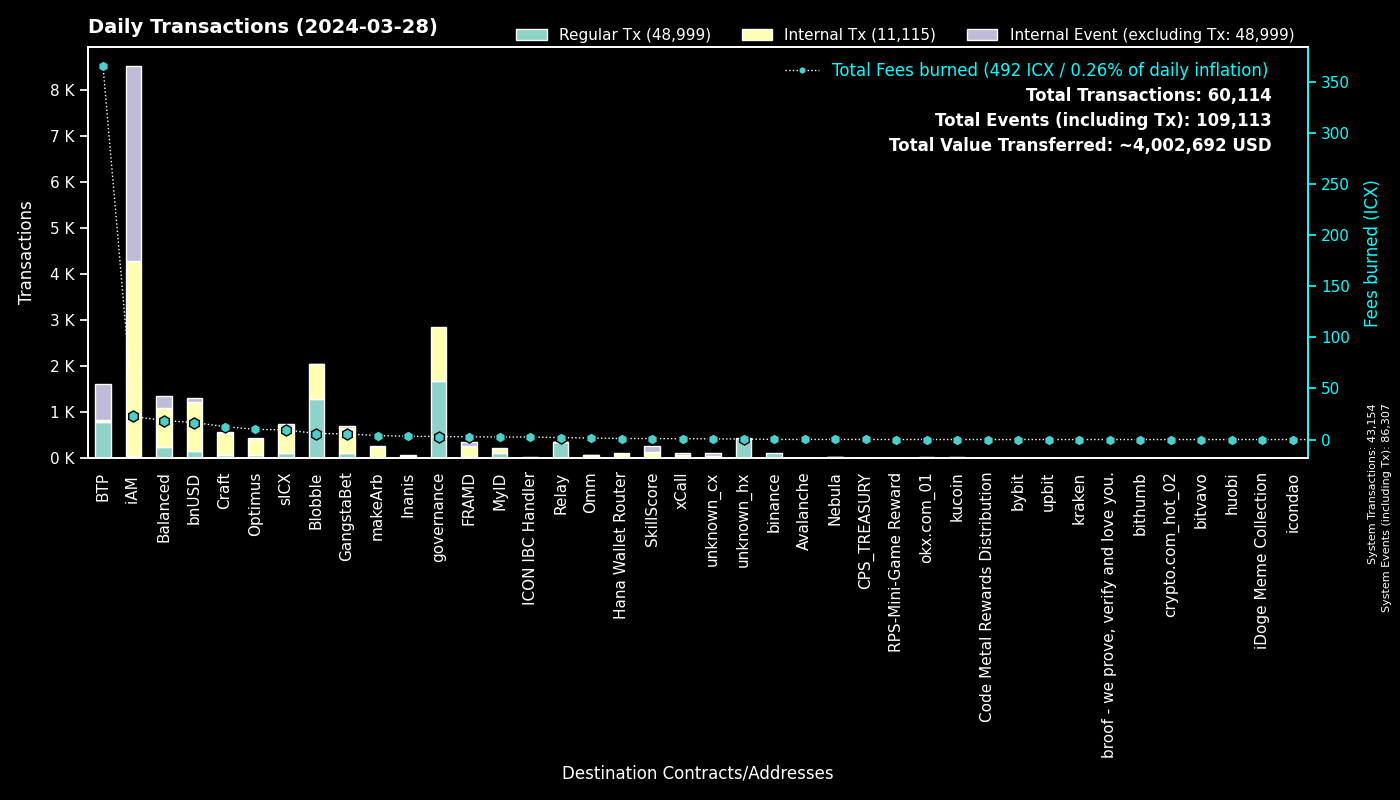 Daily Transactions (2024-03-28)
Regular Tx (48,999)
Internal Tx (11,115)
Internal Event (excluding Tx: 48,999)
Total Fees burned (492 ICX / 0.26% of daily inflation)
Total Transactions: 60,114
Total Events (including Tx): 109,113
Total Value Transferred: ~4,002,692 USD
Transactions
8 K
7 K
6 K
5 K
4 K
3 K
2 K
1 K
0 K
350
300
250
200
150
100
50
0
Fees burned (ICX)
System Transactions: 43,154
System Events (including Tx): 86,307
BTP
iAM
Balanced
bnUSD
Craft
Optimus
sICX
Blobble
GangstaBet
makeArb
Inanis
governance
FRAMD
MyID
ICON IBC Handler
Relay
Omm
Hana Wallet Router
SkillScore
xCall
unknown_cx
unknown_hx
binance
Avalanche
Nebula
CPS_TREASURY
RPS-Mini-Game Reward
okx.com_01
kucoin
Code Metal Rewards Distribution
bybit
upbit
kraken
broof - we prove, verify and love you.
bithumb
crypto.com_hot_02
bitvavo
huobi
iDoge Meme Collection
icondao
Destination Contracts/Addresses